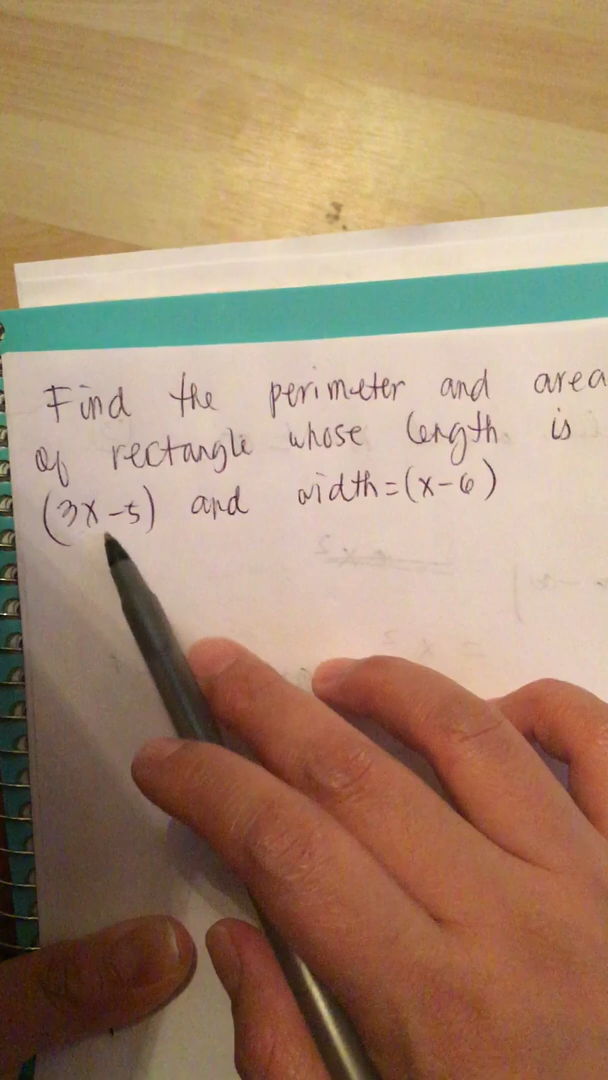 Find the perimeter and area
of rectangle whose length is
(3x-5) and width=(x-6)